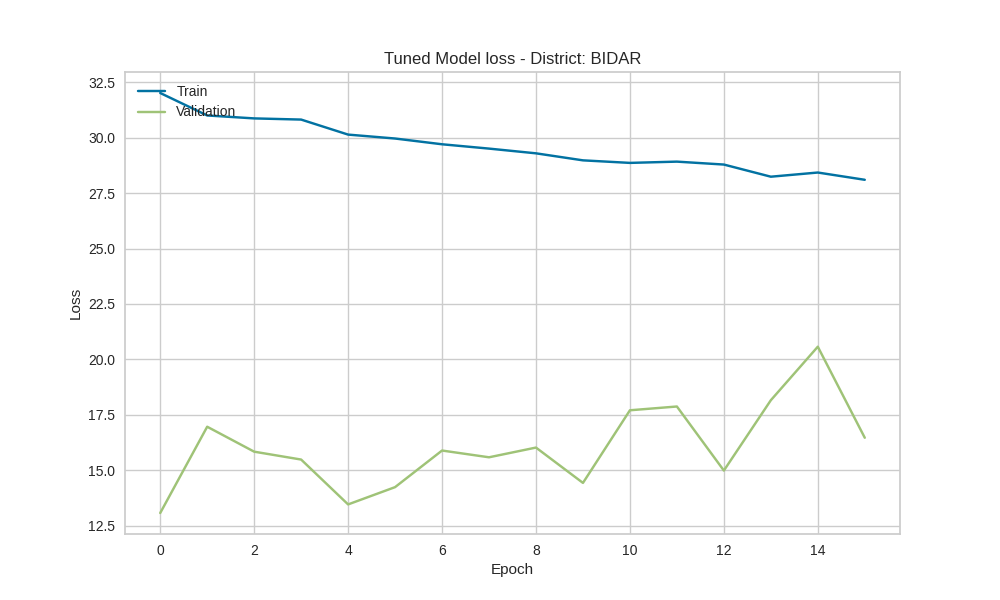 Tuned Model loss - District: BIDAR
32.5
30.0
27.5
25.0
22.5
20.0
17.5
15.0
12.5
Loss
Train
Validation
0 2 4 6 8 10 12 14
Epoch